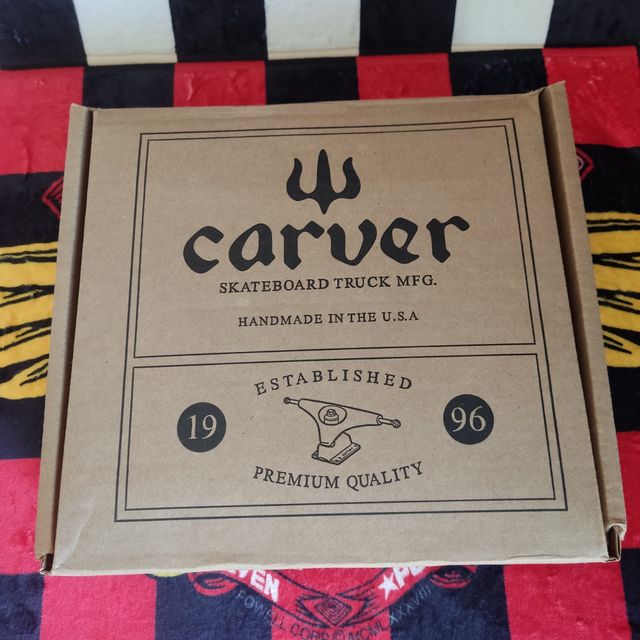 carver
SKATEBOARD TRUCK MFG.
HANDMADE IN THE U.S.A
ESTABLISHED
19
96
PREMIUM QUALITY